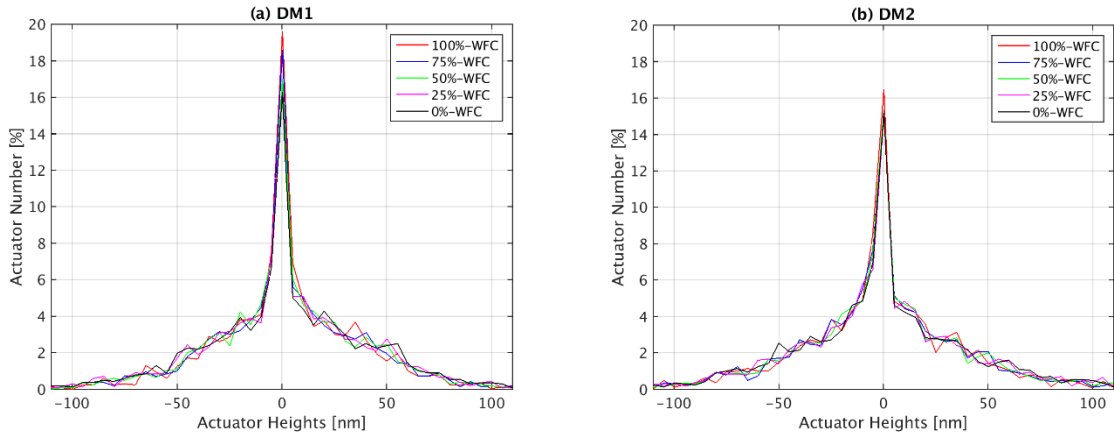 (a) DM1
20
18
16
14
12
10
8
6
4
2
0
Actuator Number [%]
100%-WFC
75%-WFC
50%-WFC
25%-WFC
0%-WFC
−100
−50
0
50
100
Actuator Heights [nm]
(b) DM2
20
18
16
14
12
10
8
6
4
2
0
Actuator Number [%]
100%-WFC
75%-WFC
50%-WFC
25%-WFC
0%-WFC
−100
−50
0
50
100
Actuator Heights [nm]